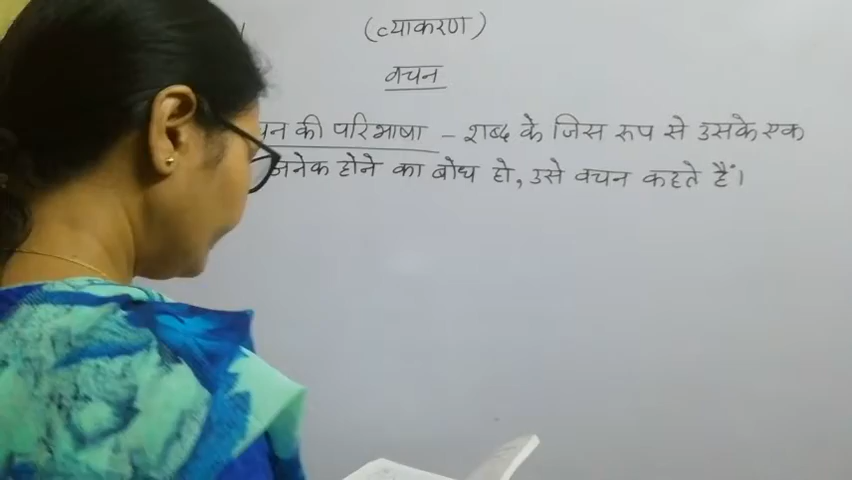 (व्याकरण)
वचन
की परिभाषा - शब्द के जिस रूप से उसके एक
अनेक होने का बोध हो, उसे वचन कहते हैं।